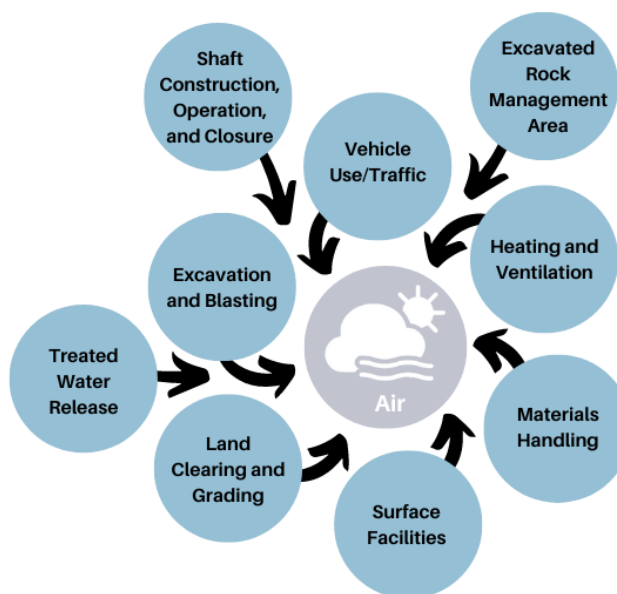 Shaft
Construction,
Operation,
and Closure
Excavated
Rock
Management
Area
Vehicle
Use/Traffic
Heating and
Ventilation
Excavation
and Blasting
Treated
Water
Release
Air
Materials
Handling
Land
Clearing and
Grading
Surface
Facilities